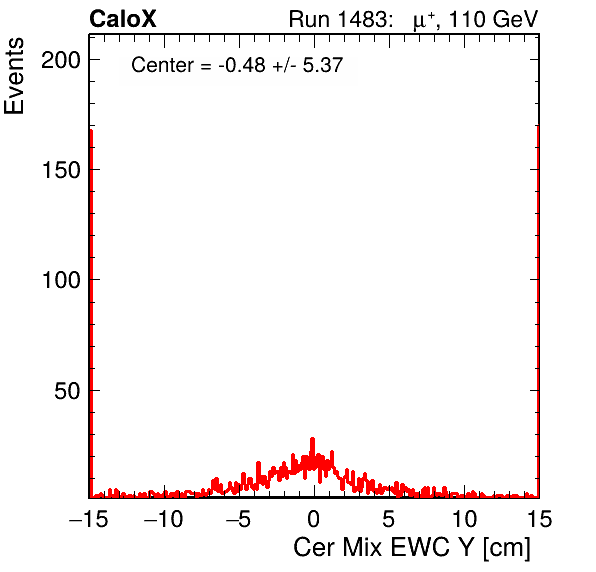 CaloX Run 1483: μ⁺, 110 GeV
Center = -0.48 +/- 5.37
Events
200
150
100
50
−15 −10 −5 0 5 10 15
Cer Mix EWC Y [cm]